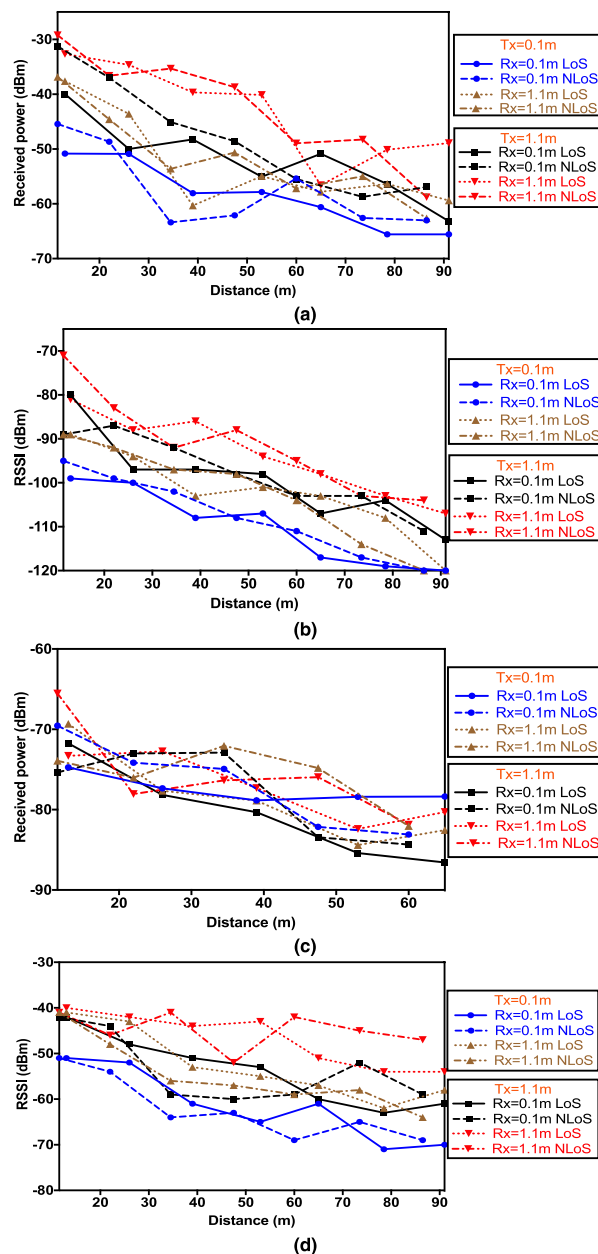 -30
-40
-50
-60
-70
Received power (dBm)
20
30
40
50
60
70
80
90
Distance (m)
Tx=0.1m
Rx=0.1m LoS
Rx=0.1m NLoS
Rx=1.1m LoS
Rx=1.1m NLoS
Tx=1.1m
Rx=0.1m LoS
Rx=0.1m NLoS
Rx=1.1m LoS
Rx=1.1m NLoS
(a)
-70
-80
-90
-100
-110
-120
RSSI (dBm)
20
30
40
50
60
70
80
90
Distance (m)
Tx=0.1m
Rx=0.1m LoS
Rx=0.1m NLoS
Rx=1.1m LoS
Rx=1.1m NLoS
Tx=1.1m
Rx=0.1m LoS
Rx=0.1m NLoS
Rx=1.1m LoS
Rx=1.1m NLoS
(b)
-60
-70
-80
-90
Received power (dBm)
20
30
40
50
60
Distance (m)
Tx=0.1m
Rx=0.1m LoS
Rx=0.1m NLoS
Rx=1.1m LoS
Rx=1.1m NLoS
Tx=1.1m
Rx=0.1m LoS
Rx=0.1m NLoS
Rx=1.1m LoS
Rx=1.1m NLoS
(c)
-30
-40
-50
-60
-70
-80
RSSI (dBm)
20
30
40
50
60
70
80
90
Distance (m)
Tx=0.1m
Rx=0.1m LoS
Rx=0.1m NLoS
Rx=1.1m LoS
Rx=1.1m NLoS
Tx=1.1m
Rx=0.1m LoS
Rx=0.1m NLoS
Rx=1.1m LoS
Rx=1.1m NLoS
(d)